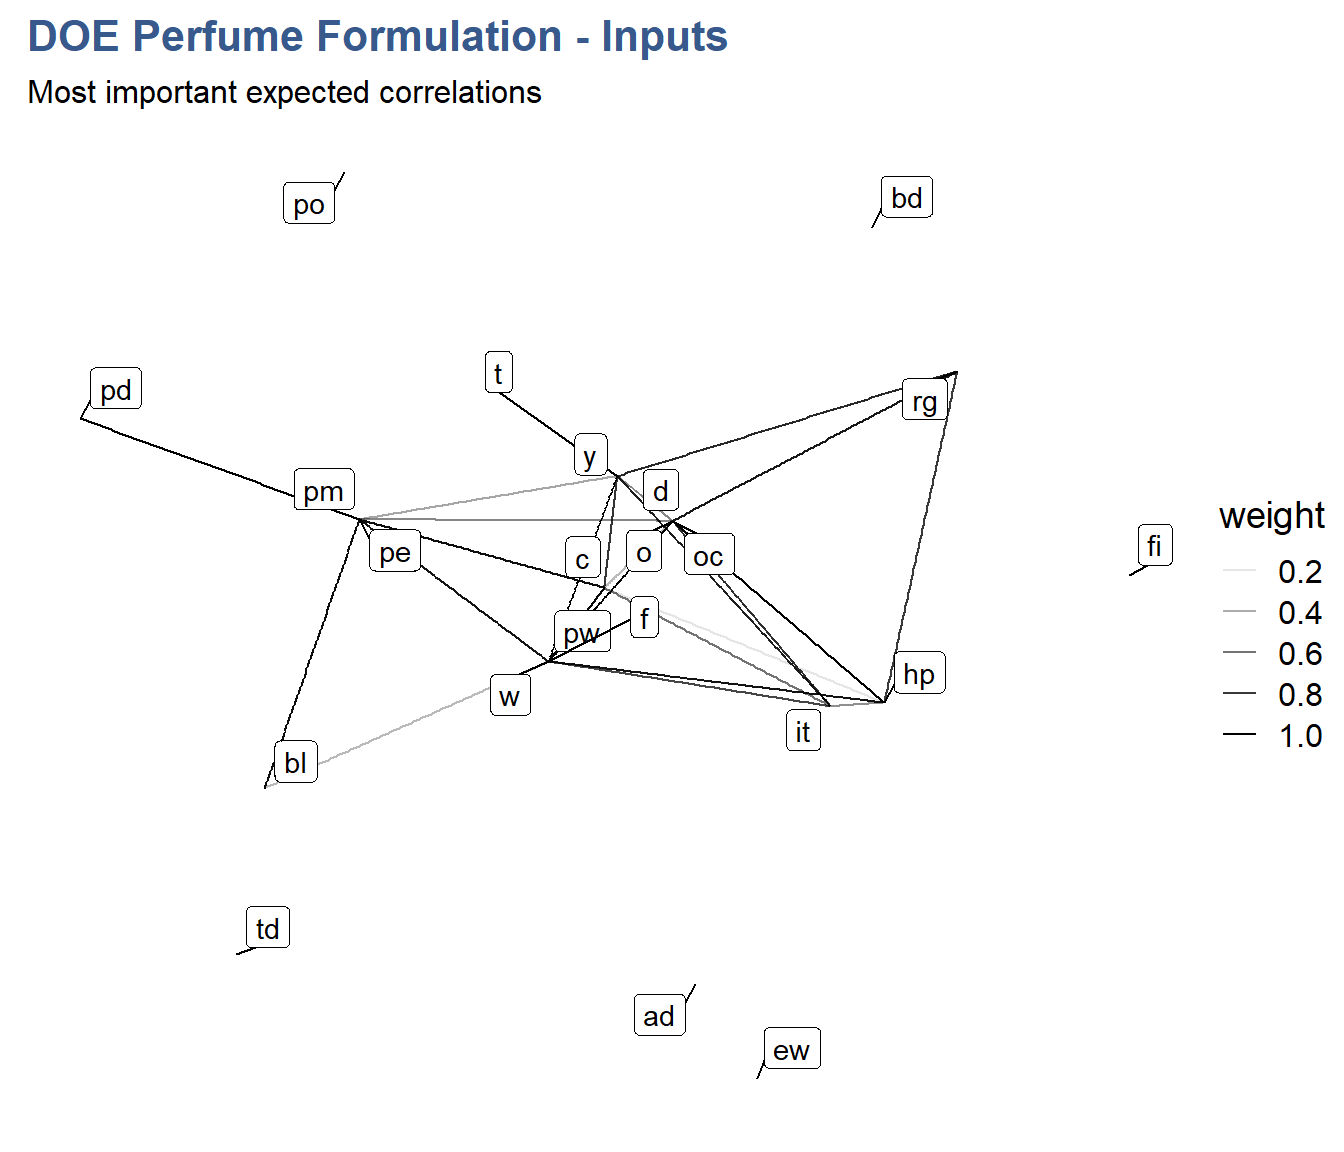 DOE Perfume Formulation - Inputs
Most important expected correlations
po
bd
t
pd
rg
y
pm
d
weight
pe
c
o
oc
fi
0.2
f
0.4
pw
0.6
hp
w
0.8
it
1.0
bl
td
ad
ew